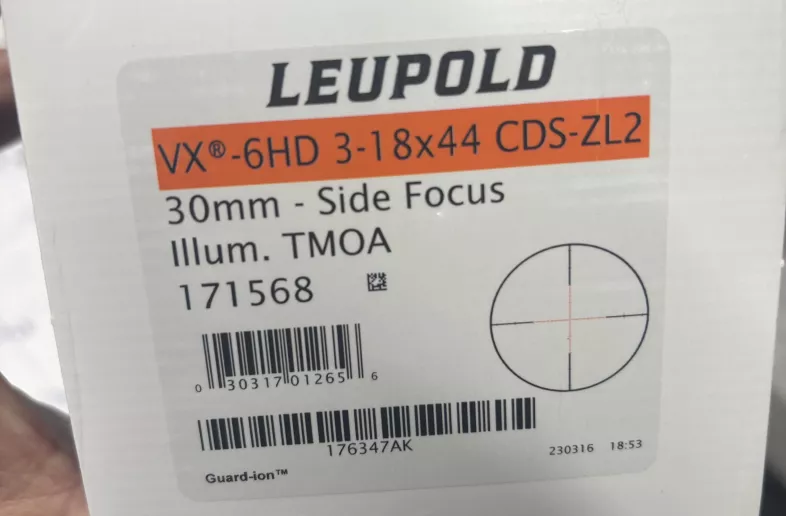 LEUPOLD
VX®-6HD 3-18x44 CDS-ZL2
30mm - Side Focus
Illum. TMOA
171568
0 30317 01265 6
176347AK
230316 18:53
Guard-ion™